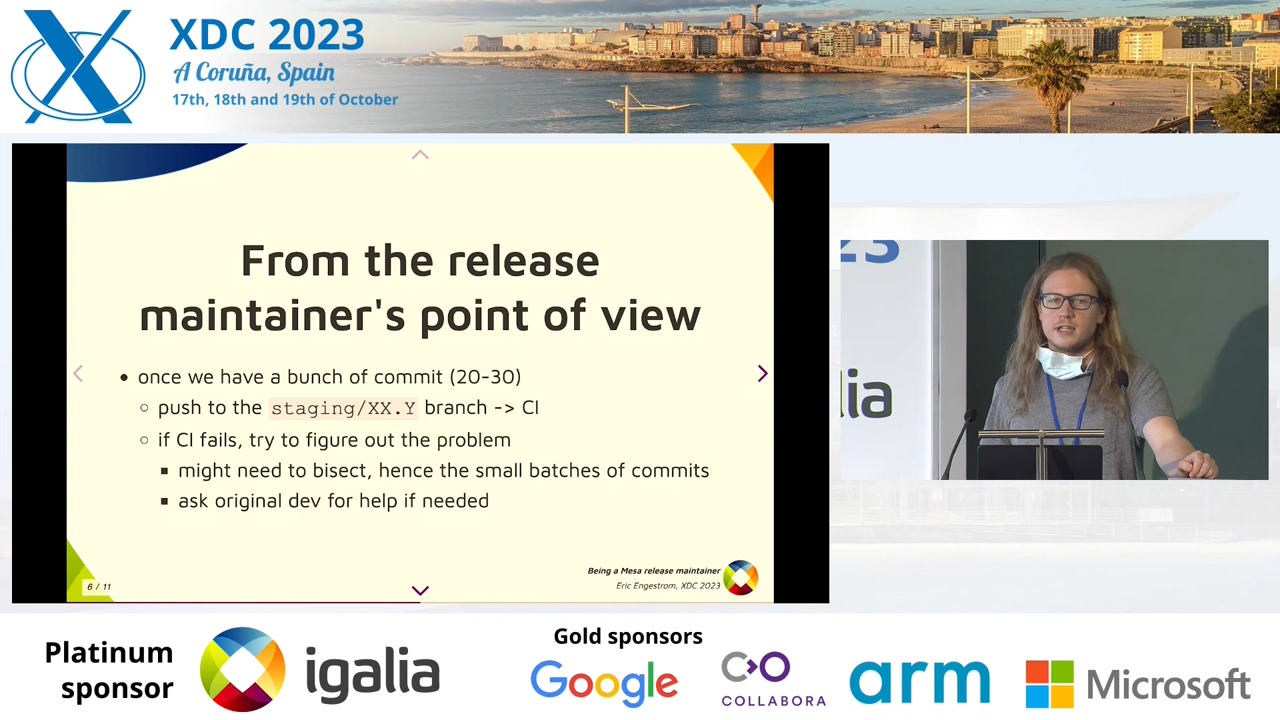 XDC 2023
A Coruña, Spain
17th, 18th and 19th of October
From the release
maintainer's point of view
• once we have a bunch of commit (20-30)
○ push to the staging/XX.Y branch -> CI
○ if CI fails, try to figure out the problem
▪ might need to bisect, hence the small batches of commits
▪ ask original dev for help if needed
6 / 11
Being a Mesa release maintainer
Eric Engestrom, XDC 2023
23
lia
Platinum
sponsor
igalia
Gold sponsors
Google
COLLABORA
arm
Microsoft